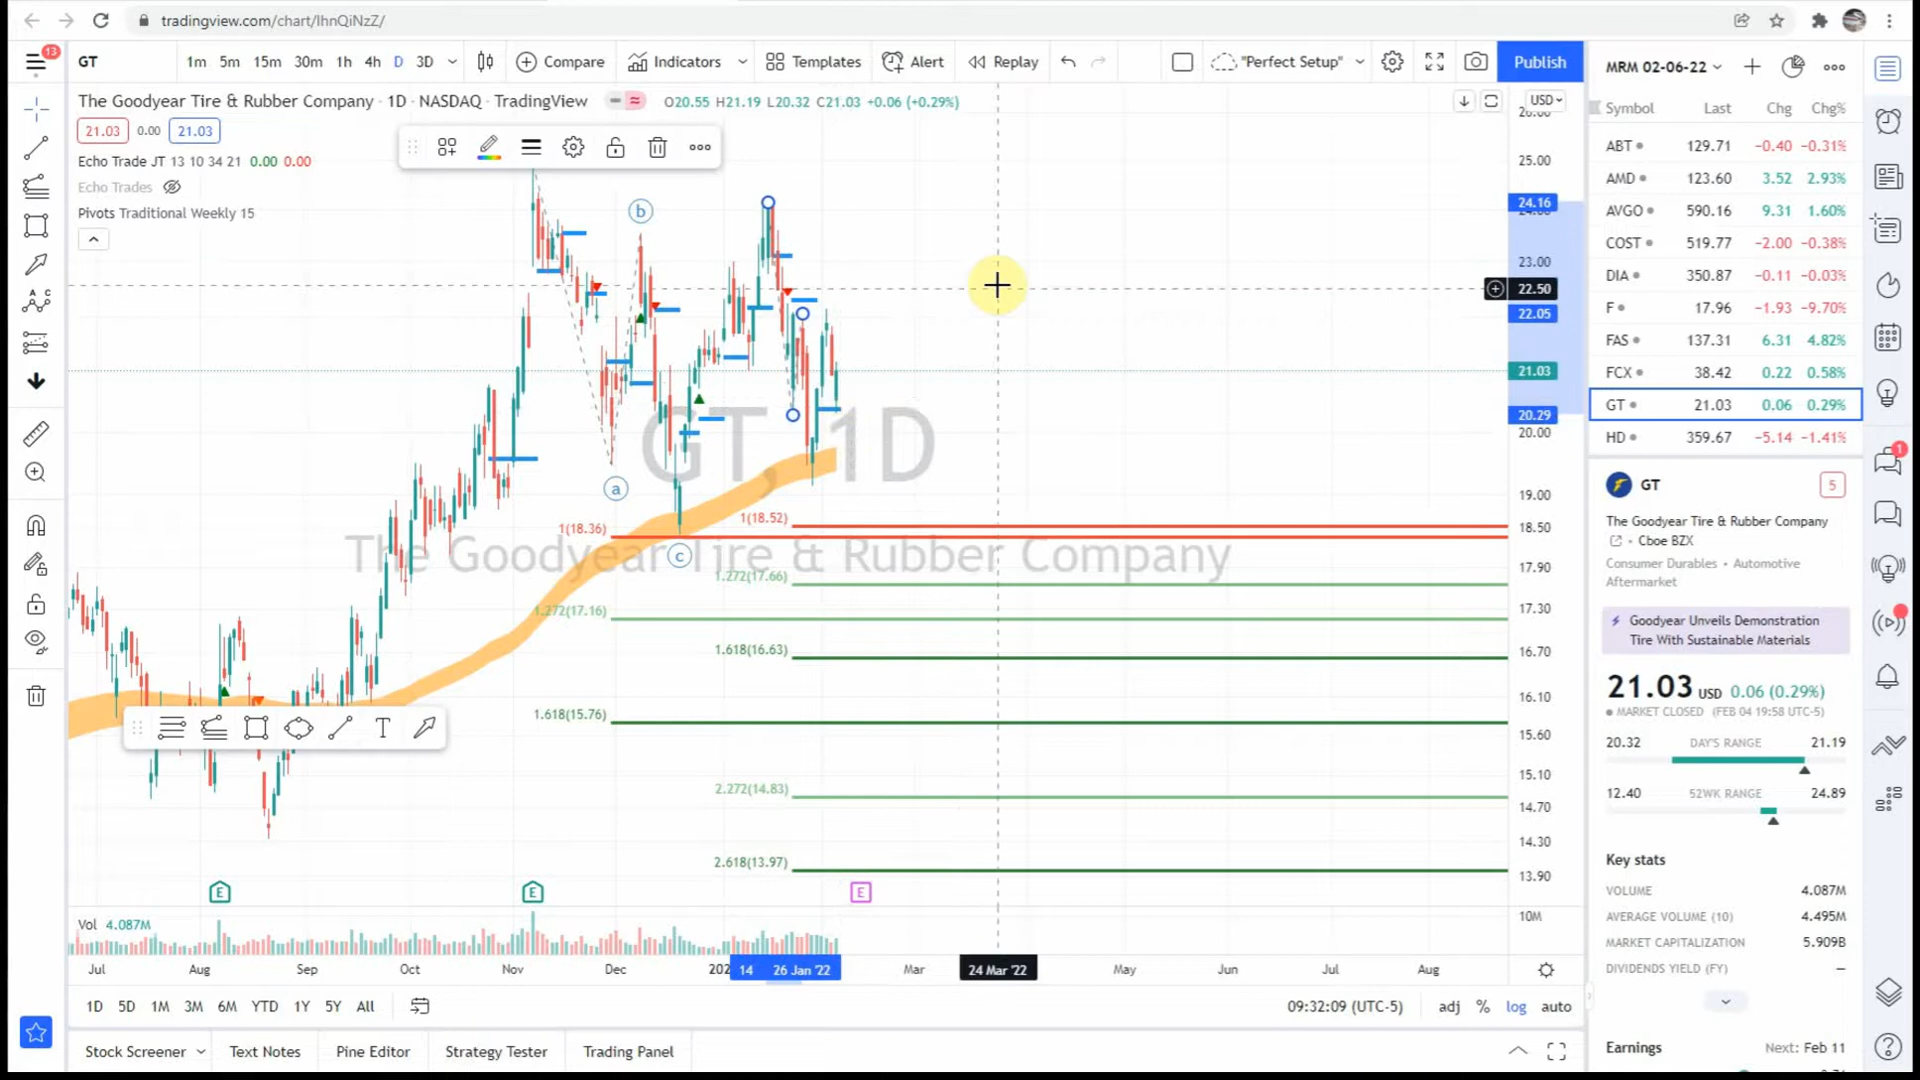 tradingview.com/chart/IhnQiNzZ/
13
GT
1m 5m 15m 30m 1h 4h D 3D
Compare
Indicators
Templates
Alert
Replay
"Perfect Setup"
Publish
MRM 02-06-22
The Goodyear Tire & Rubber Company · 1D · NASDAQ · TradingView
O20.55 H21.19 L20.32 C21.03 +0.06 (+0.29%)
USD
21.03 0.00 21.03
Echo Trade JT 13 10 34 21 0.00 0.00
Echo Trades
Pivots Traditional Weekly 15
Symbol Last Chg Chg%
ABT 129.71 −0.40 −0.31%
AMD 123.60 3.52 2.93%
AVGO 590.16 9.31 1.60%
COST 519.77 −2.00 −0.38%
DIA 350.87 −0.11 −0.03%
F 17.96 −1.93 −9.70%
FAS 137.31 6.31 4.82%
FCX 38.42 0.22 0.58%
GT 21.03 0.06 0.29%
HD 359.67 −5.14 −1.41%
26.00
25.00
24.16
24.00
23.00
22.50
22.05
21.03
20.29
20.00
19.00
18.50
17.90
17.30
16.70
16.10
15.60
15.10
14.70
14.30
13.90
10M
b
a
c
GT, 1D
The Goodyear Tire & Rubber Company
1(18.52)
1(18.36)
1.272(17.66)
1.272(17.16)
1.618(16.63)
1.618(15.76)
2.272(14.83)
2.618(13.97)
T
E E E
Vol 4.087M
Jul Aug Sep Oct Nov Dec 202 14 26 Jan '22 Mar 24 Mar '22 May Jun Jul Aug
1D 5D 1M 3M 6M YTD 1Y 5Y All
09:32:09 (UTC-5)
adj % log auto
Stock Screener
Text Notes
Pine Editor
Strategy Tester
Trading Panel
GT
5
The Goodyear Tire & Rubber Company
• Cboe BZX
Consumer Durables • Automotive
Aftermarket
Goodyear Unveils Demonstration
Tire With Sustainable Materials
21.03 USD 0.06 (0.29%)
MARKET CLOSED (FEB 04 19:58 UTC-5)
20.32 DAY'S RANGE 21.19
12.40 52WK RANGE 24.89
Key stats
VOLUME 4.087M
AVERAGE VOLUME (10) 4.495M
MARKET CAPITALIZATION 5.909B
DIVIDENDS YIELD (FY) —
Earnings Next: Feb 11
1